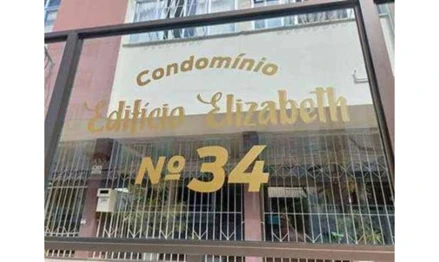 Condomínio
Edifício Elizabeth
Nº 34